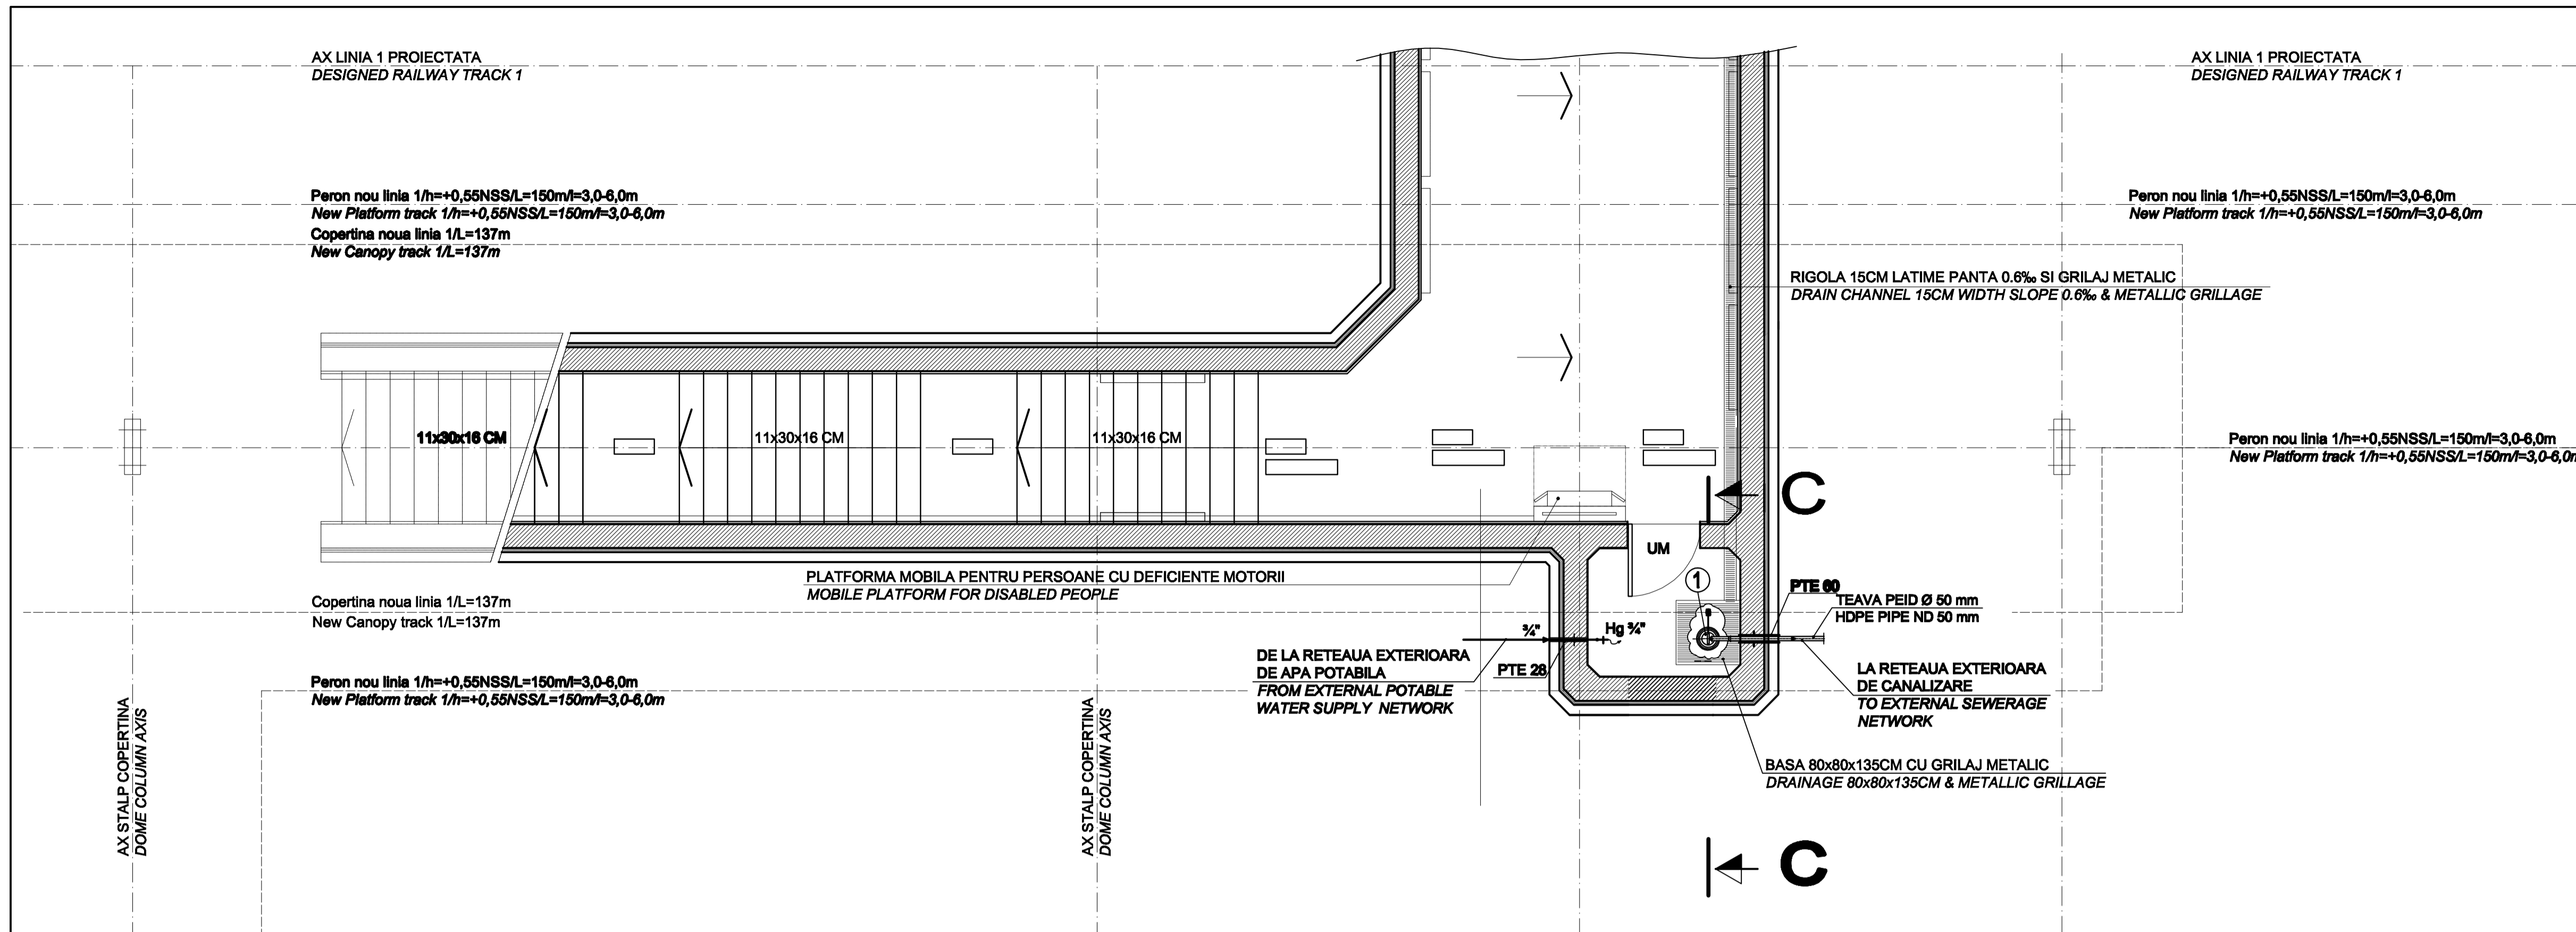 AX LINIA 1 PROIECTATA
DESIGNED RAILWAY TRACK 1
AX LINIA 1 PROIECTATA
DESIGNED RAILWAY TRACK 1
Peron nou linia 1/h=+0,55NSS/L=150m/l=3,0-6,0m
New Platform track 1/h=+0,55NSS/L=150m/l=3,0-6,0m
Copertina noua linia 1/L=137m
New Canopy track 1/L=137m
Peron nou linia 1/h=+0,55NSS/L=150m/l=3,0-6,0m
New Platform track 1/h=+0,55NSS/L=150m/l=3,0-6,0m
RIGOLA 15CM LATIME PANTA 0.6‰ SI GRILAJ METALIC
DRAIN CHANNEL 15CM WIDTH SLOPE 0.6‰ & METALLIC GRILLAGE
11x30x16 CM
11x30x16 CM
11x30x16 CM
Peron nou linia 1/h=+0,55NSS/L=150m/l=3,0-6,0m
New Platform track 1/h=+0,55NSS/L=150m/l=3,0-6,0m
C
UM
PLATFORMA MOBILA PENTRU PERSOANE CU DEFICIENTE MOTORII
MOBILE PLATFORM FOR DISABLED PEOPLE
1
PTE 60
TEAVA PEID Ø 50 mm
HDPE PIPE ND 50 mm
Copertina noua linia 1/L=137m
New Canopy track 1/L=137m
¾"
Hg ¾"
DE LA RETEAUA EXTERIOARA
DE APA POTABILA
FROM EXTERNAL POTABLE
WATER SUPPLY NETWORK
PTE 28
LA RETEAUA EXTERIOARA
DE CANALIZARE
TO EXTERNAL SEWERAGE
NETWORK
Peron nou linia 1/h=+0,55NSS/L=150m/l=3,0-6,0m
New Platform track 1/h=+0,55NSS/L=150m/l=3,0-6,0m
BASA 80x80x135CM CU GRILAJ METALIC
DRAINAGE 80x80x135CM & METALLIC GRILLAGE
AX STALP COPERTINA
DOME COLUMN AXIS
AX STALP COPERTINA
DOME COLUMN AXIS
C